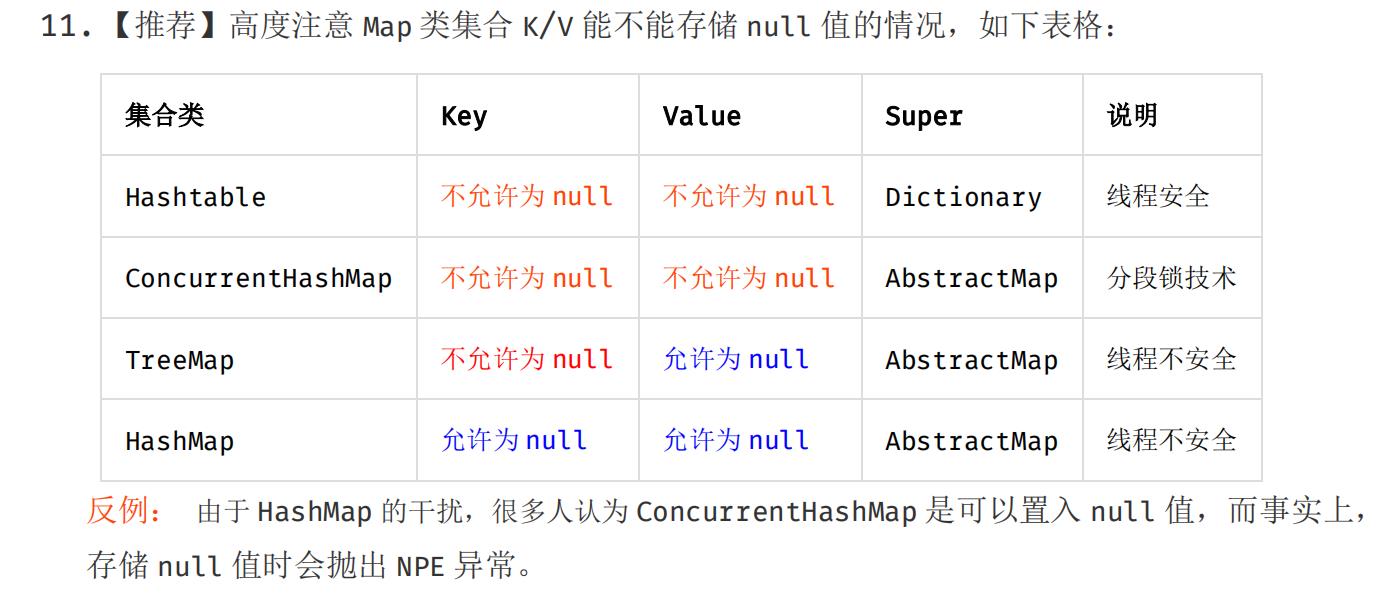 11.【推荐】高度注意 Map 类集合 K/V 能不能存储 null 值的情况，如下表格：
集合类 Key Value Super 说明
Hashtable 不允许为 null 不允许为 null Dictionary 线程安全
ConcurrentHashMap 不允许为 null 不允许为 null AbstractMap 分段锁技术
TreeMap 不允许为 null 允许为 null AbstractMap 线程不安全
HashMap 允许为 null 允许为 null AbstractMap 线程不安全
反例： 由于 HashMap 的干扰，很多人认为 ConcurrentHashMap 是可以置入 null 值，而事实上，
存储 null 值时会抛出 NPE 异常。